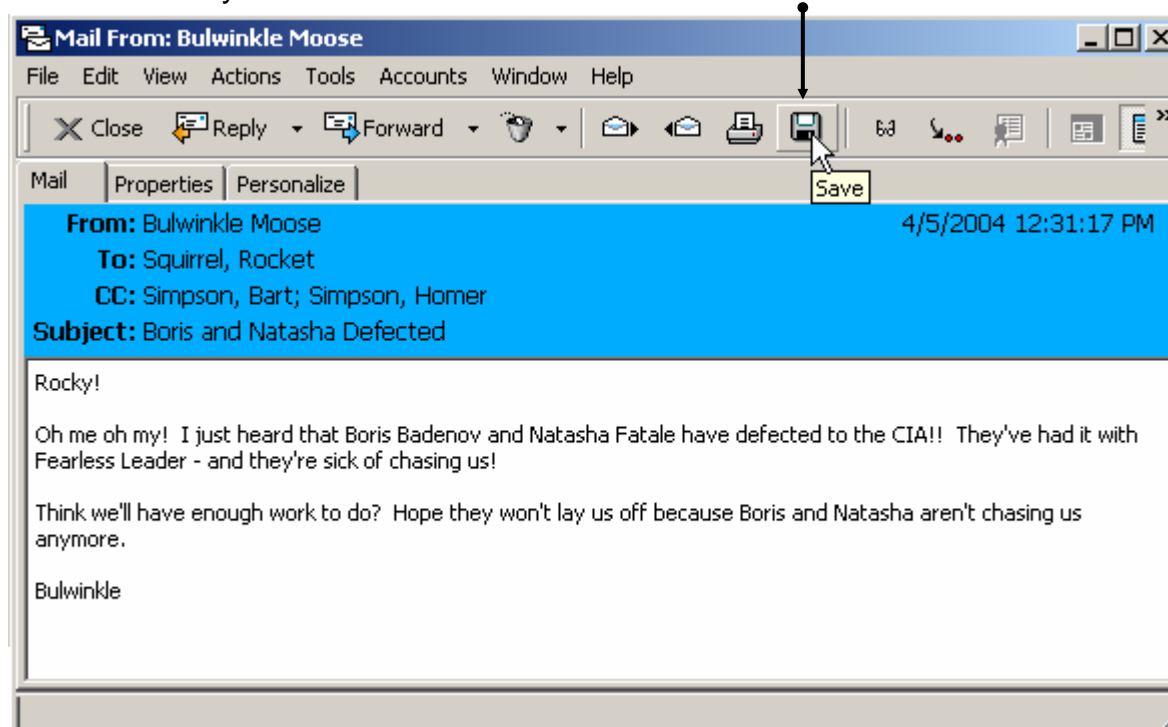 Mail From: Bulwinkle Moose
File Edit View Actions Tools Accounts Window Help
Close Reply Forward
Mail Properties Personalize
Save
From: Bulwinkle Moose 4/5/2004 12:31:17 PM
To: Squirrel, Rocket
CC: Simpson, Bart; Simpson, Homer
Subject: Boris and Natasha Defected
Rocky!
Oh me oh my! I just heard that Boris Badenov and Natasha Fatale have defected to the CIA!! They've had it with
Fearless Leader - and they're sick of chasing us!
Think we'll have enough work to do? Hope they won't lay us off because Boris and Natasha aren't chasing us
anymore.
Bulwinkle